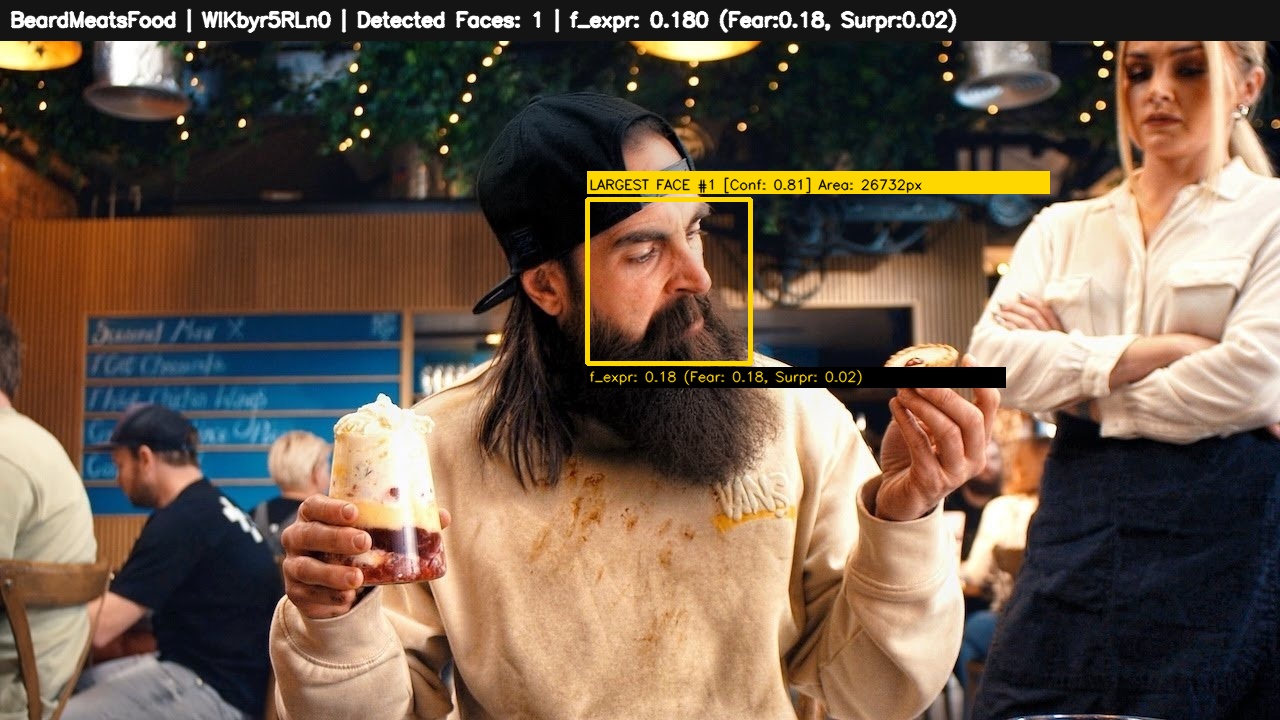 BeardMeatsFood | WlKbyr5RLn0 | Detected Faces: 1 | f_expr: 0.180 (Fear:0.18, Surpr:0.02)
LARGEST FACE #1 [Conf: 0.81] Area: 26732px
f_expr: 0.18 (Fear: 0.18, Surpr: 0.02)
VANS